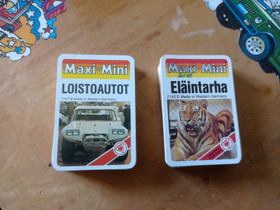 Maxi-Mini
LOISTOAUTOT
Made in Western Germany
Maxi-Mini
Eläintarha
Made in Western Germany